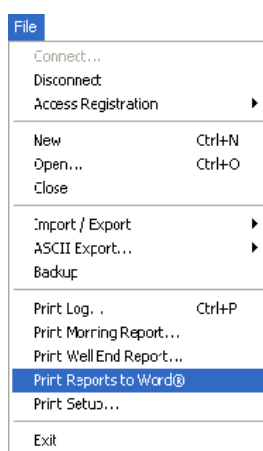 File
Connect...
Disconnect
Access Registration
New Ctrl+N
Open... Ctrl+O
Close
Import / Export
ASCII Export...
Backup
Print Log... Ctrl+P
Print Morning Report...
Print Well End Report...
Print Reports to Word®
Print Setup...
Exit